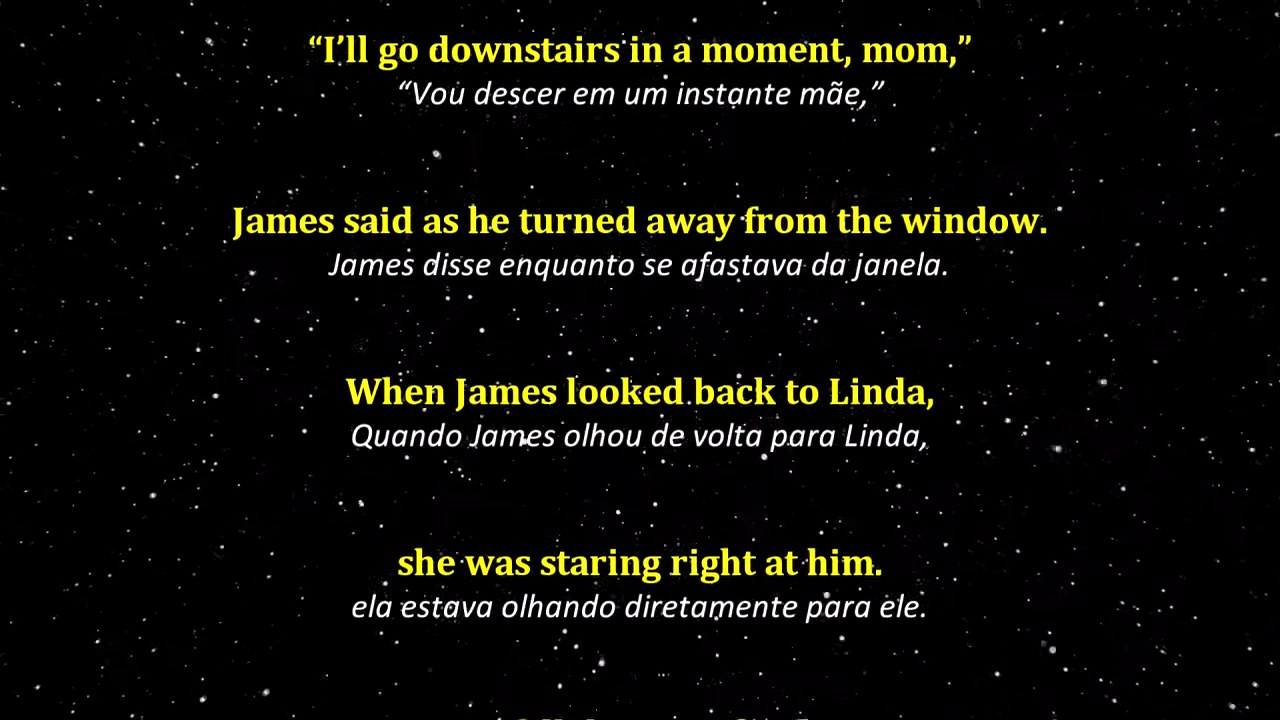 “I’ll go downstairs in a moment, mom,”
“Vou descer em um instante mãe,”
James said as he turned away from the window.
James disse enquanto se afastava da janela.
When James looked back to Linda,
Quando James olhou de volta para Linda,
she was staring right at him.
ela estava olhando diretamente para ele.